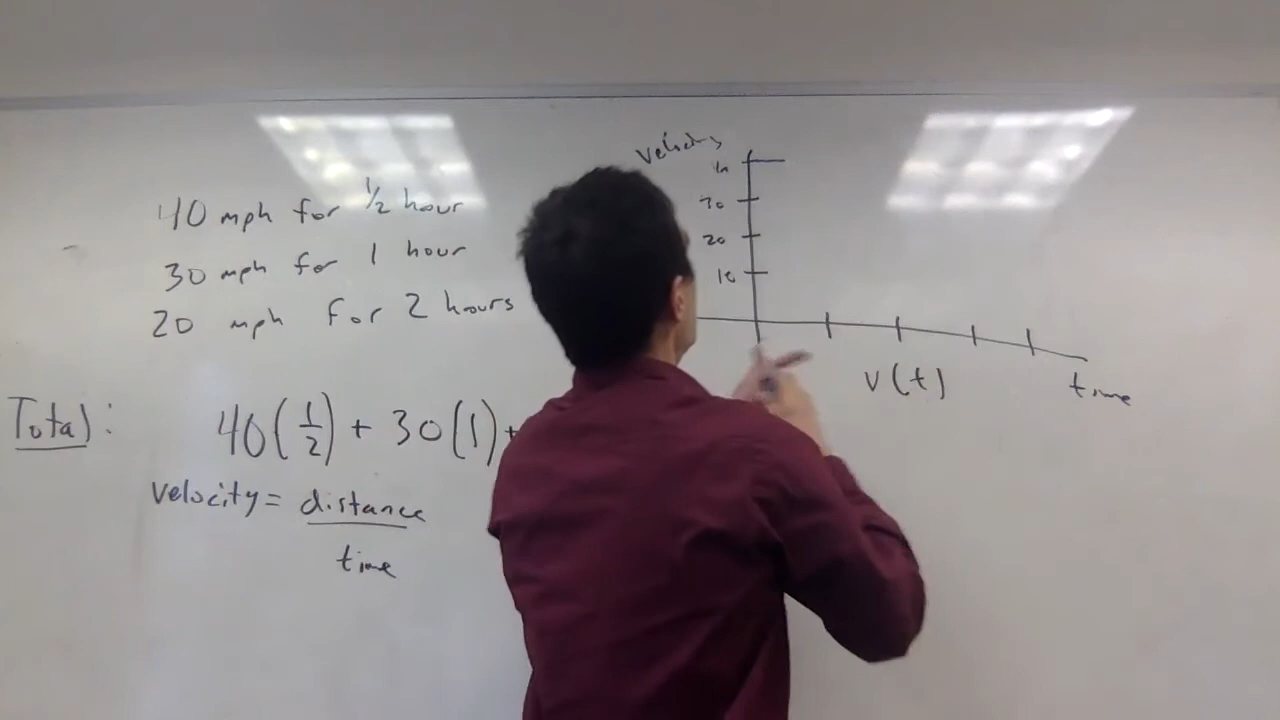 40 mph for 1/2 hour
30 mph for 1 hour
20 mph for 2 hours
Total:
40(1/2) + 30(1) +
velocity = distance
time
Velocity
40
30
20
10
v(t)
time